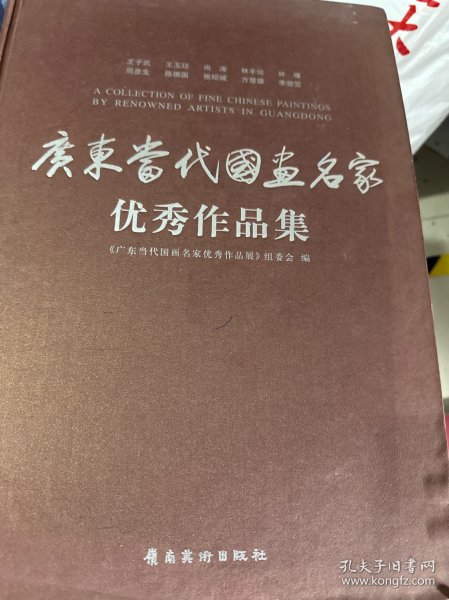 王子武 王玉珏 尚涛 林丰俗 林墉
周彦生 陈振国 张绍城 方楚雄 李劲堃
A COLLECTION OF FINE CHINESE PAINTINGS
BY RENOWNED ARTISTS IN GUANGDONG
廣東當代國画名家
优秀作品集
《广东当代国画名家优秀作品展》组委会 编
嶺南美術出版社
孔夫子旧书网
www.kongfz.com